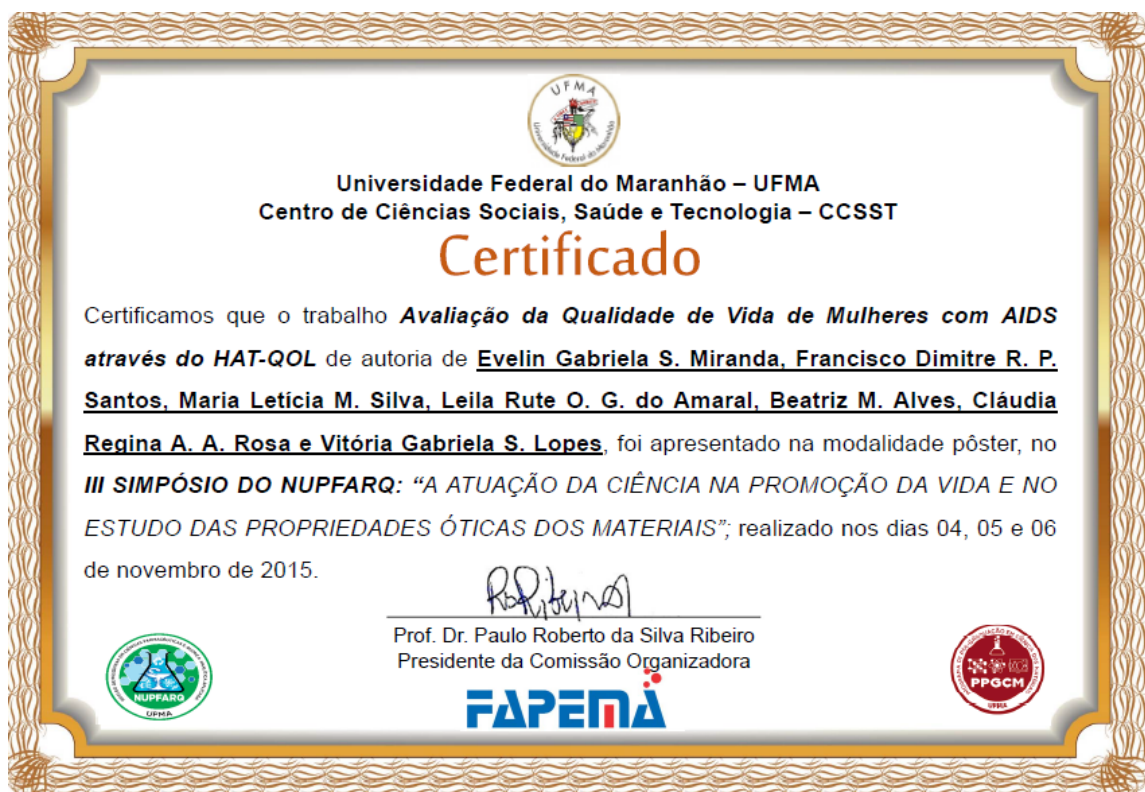 UFMA
Universidade Federal do Maranhão
Universidade Federal do Maranhão – UFMA
Centro de Ciências Sociais, Saúde e Tecnologia – CCSST
Certificado
Certificamos que o trabalho Avaliação da Qualidade de Vida de Mulheres com AIDS
através do HAT-QOL de autoria de Evelin Gabriela S. Miranda, Francisco Dimitre R. P.
Santos, Maria Letícia M. Silva, Leila Rute O. G. do Amaral, Beatriz M. Alves, Cláudia
Regina A. A. Rosa e Vitória Gabriela S. Lopes, foi apresentado na modalidade pôster, no
III SIMPÓSIO DO NUPFARQ: “A ATUAÇÃO DA CIÊNCIA NA PROMOÇÃO DA VIDA E NO
ESTUDO DAS PROPRIEDADES ÓTICAS DOS MATERIAIS”; realizado nos dias 04, 05 e 06
de novembro de 2015.
Prof. Dr. Paulo Roberto da Silva Ribeiro
Presidente da Comissão Organizadora
NUPFARQ
UFMA
FAPEMA
PPGCM
UFMA